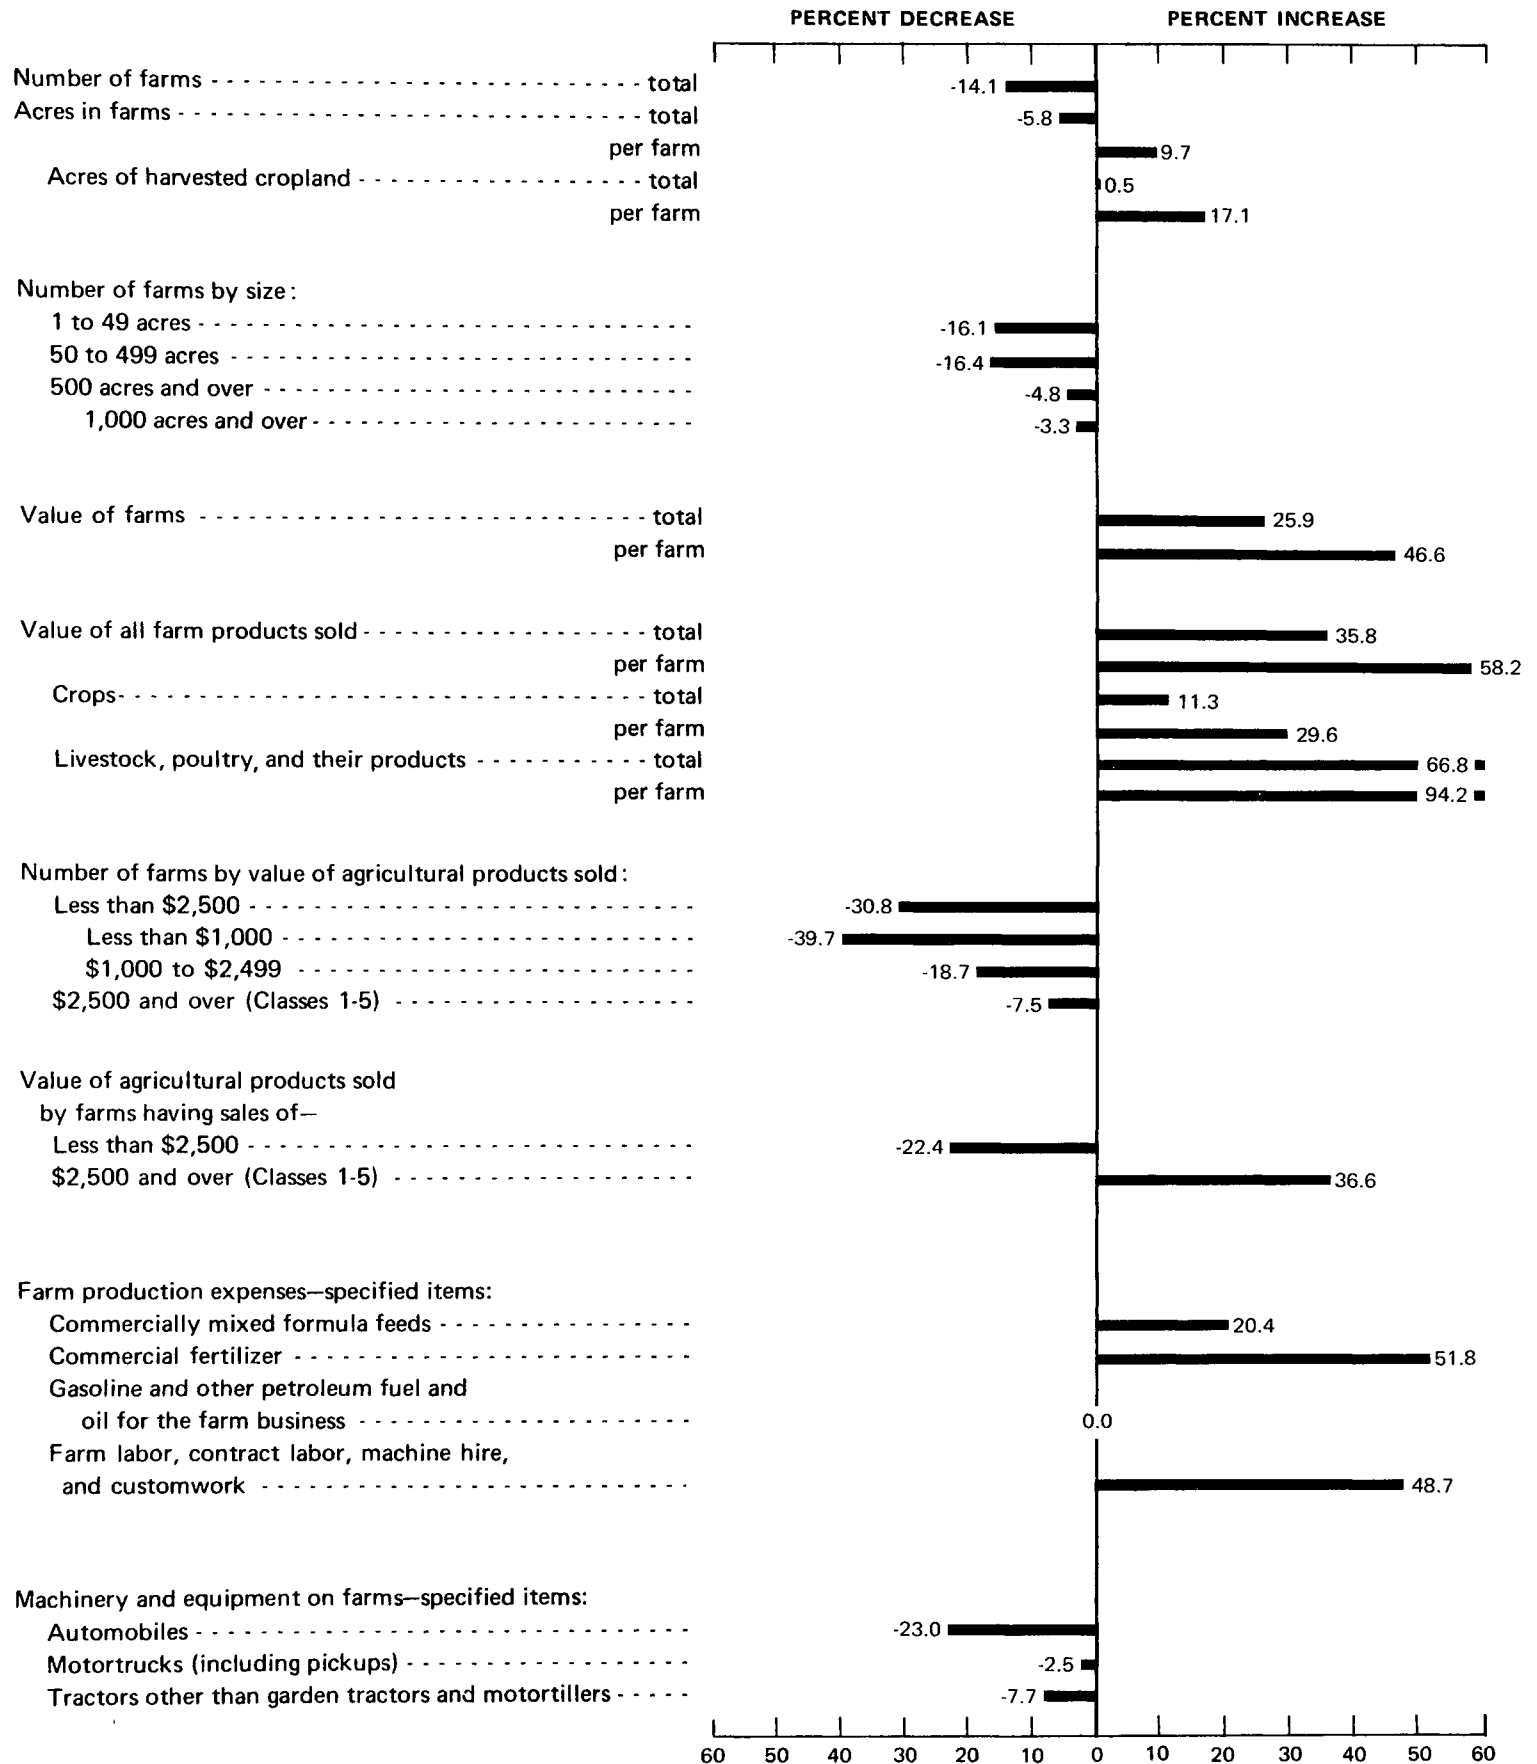 PERCENT DECREASE PERCENT INCREASE
Number of farms - - - total -14.1
Acres in farms - - - total -5.8
per farm 9.7
Acres of harvested cropland - - - total 0.5
per farm 17.1
Number of farms by size:
1 to 49 acres - - - -16.1
50 to 499 acres - - - -16.4
500 acres and over - - - -4.8
1,000 acres and over - - - -3.3
Value of farms - - - total 25.9
per farm 46.6
Value of all farm products sold - - - total 35.8
per farm 58.2
Crops - - - total 11.3
per farm 29.6
Livestock, poultry, and their products - - - total 66.8
per farm 94.2
Number of farms by value of agricultural products sold:
Less than $2,500 - - - -30.8
Less than $1,000 - - - -39.7
$1,000 to $2,499 - - - -18.7
$2,500 and over (Classes 1-5) - - - -7.5
Value of agricultural products sold
by farms having sales of—
Less than $2,500 - - - -22.4
$2,500 and over (Classes 1-5) - - - 36.6
Farm production expenses—specified items:
Commercially mixed formula feeds - - - 20.4
Commercial fertilizer - - - 51.8
Gasoline and other petroleum fuel and
oil for the farm business - - - 0.0
Farm labor, contract labor, machine hire,
and customwork - - - 48.7
Machinery and equipment on farms—specified items:
Automobiles - - - -23.0
Motortrucks (including pickups) - - - -2.5
Tractors other than garden tractors and motortillers - - - -7.7
60 50 40 30 20 10 0 10 20 30 40 50 60